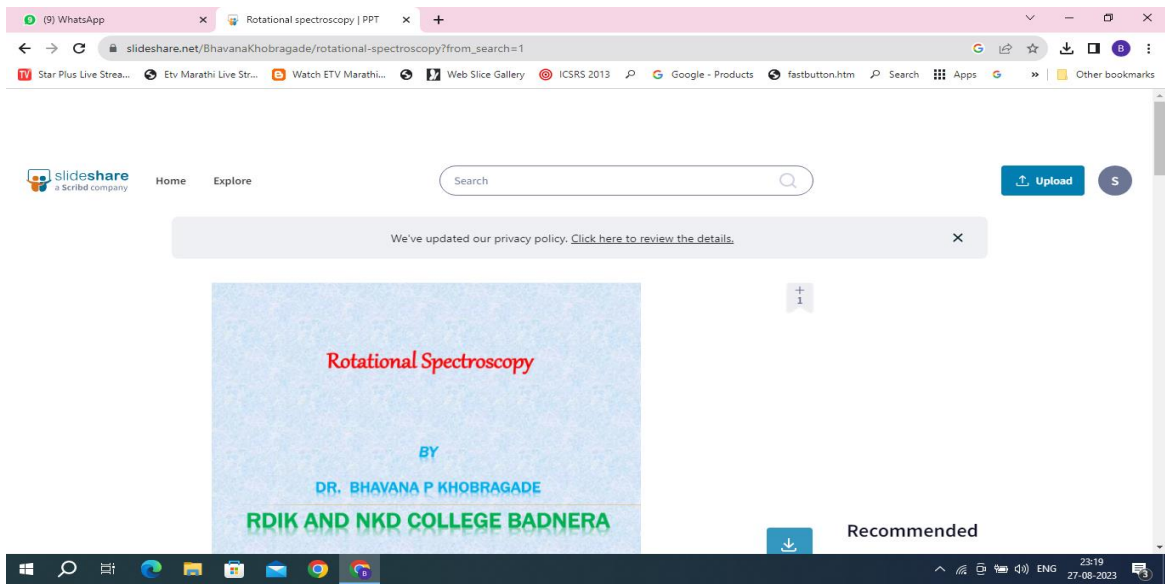 (9) WhatsApp
Rotational spectroscopy | PPT
slideshare.net/BhavanaKhobragade/rotational-spectroscopy?from_search=1
Star Plus Live Strea... Etv Marathi Live Str... Watch ETV Marathi... Web Slice Gallery ICSRS 2013 Google - Products fastbutton.htm Search Apps » Other bookmarks
slideshare
a Scribd company
Home Explore Search Upload S
We've updated our privacy policy. Click here to review the details.
1
Rotational Spectroscopy
BY
DR. BHAVANA P KHOBRAGADE
RDIK AND NKD COLLEGE BADNERA
Recommended
ENG
23:19
27-08-2023
3